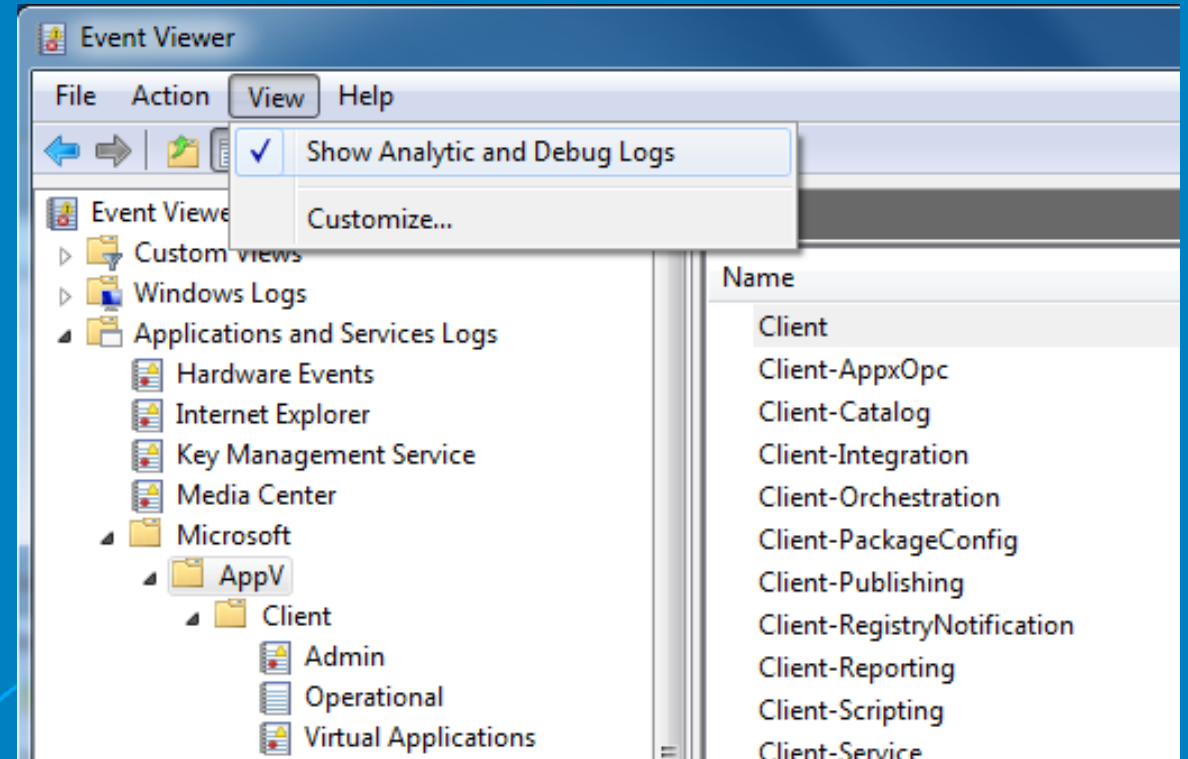 Event Viewer
File Action View Help
Show Analytic and Debug Logs
Customize...
Event Viewe
Custom Views
Windows Logs
Applications and Services Logs
Hardware Events
Internet Explorer
Key Management Service
Media Center
Microsoft
AppV
Client
Admin
Operational
Virtual Applications
Name
Client
Client-AppxOpc
Client-Catalog
Client-Integration
Client-Orchestration
Client-PackageConfig
Client-Publishing
Client-RegistryNotification
Client-Reporting
Client-Scripting
Client-Service